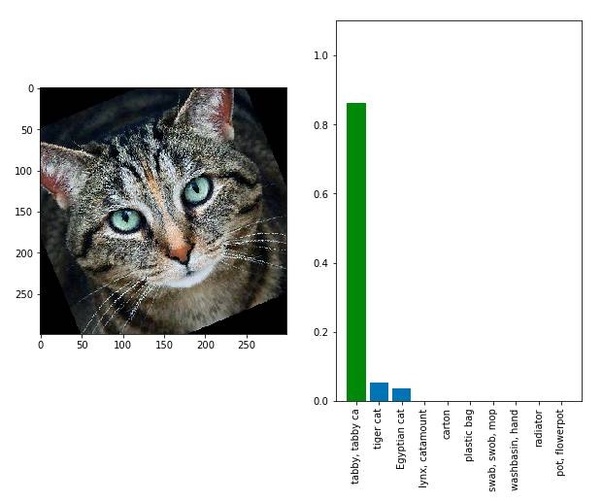 0
50
100
150
200
250
0 50 100 150 200 250
1.0
0.8
0.6
0.4
0.2
0.0
tabby, tabby ca
tiger cat
Egyptian cat
lynx, catamount
carton
plastic bag
swab, swob, mop
washbasin, hand
radiator
pot, flowerpot